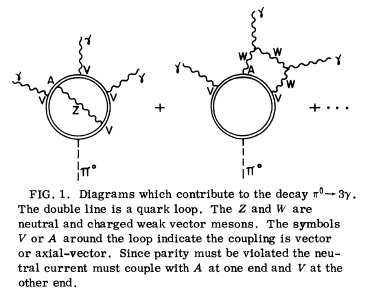 γ γ
A V γ W W γ
V Z V + γ A W + ···
V V V
π⁰ π⁰
FIG. 1. Diagrams which contribute to the decay π⁰→3γ.
The double line is a quark loop. The Z and W are
neutral and charged weak vector mesons. The symbols
V or A around the loop indicate the coupling is vector
or axial-vector. Since parity must be violated the neu-
tral current must couple with A at one end and V at the
other end.